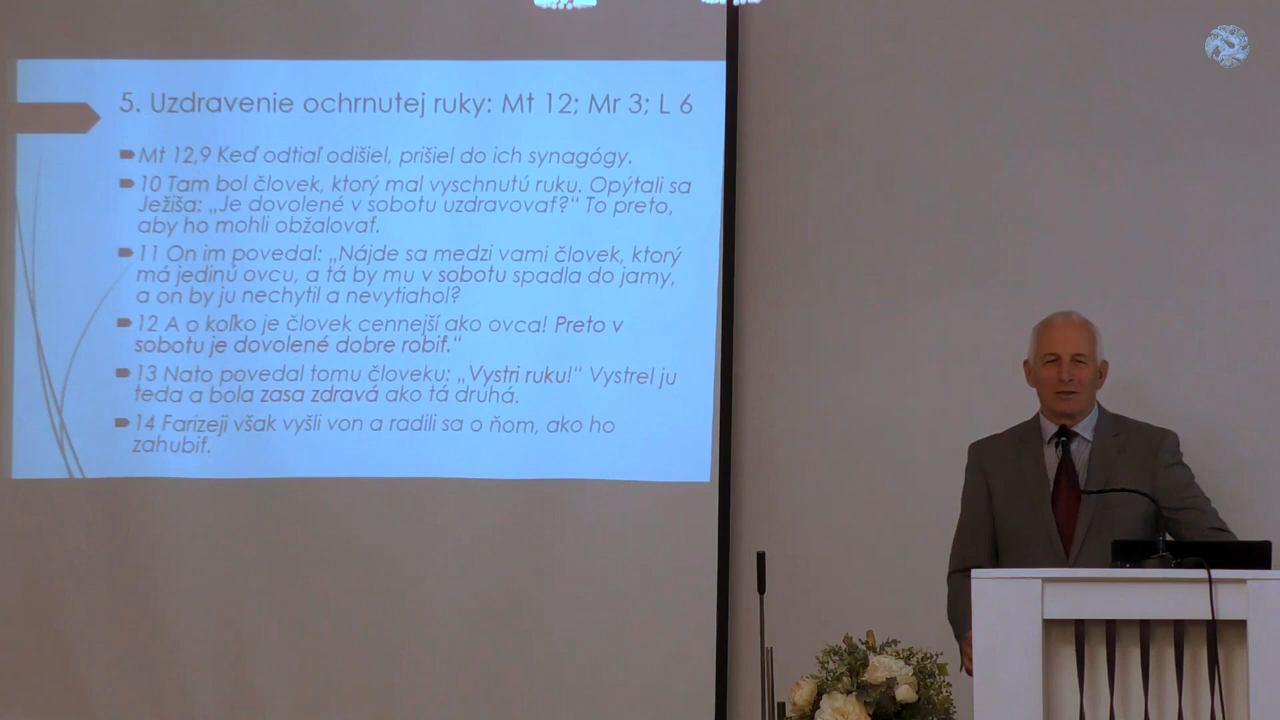 5. Uzdravenie ochrnutej ruky: Mt 12; Mr 3; L 6
Mt 12,9 Keď odtiaľ odišiel, prišiel do ich synagógy.
10 Tam bol človek, ktorý mal vyschnutú ruku. Opýtali sa
Ježiša: „Je dovolené v sobotu uzdravovať?“ To preto,
aby ho mohli obžalovať.
11 On im povedal: „Nájde sa medzi vami človek, ktorý
má jedinú ovcu, a tá by mu v sobotu spadla do jamy,
a on by ju nechytil a nevytiahol?
12 A o koľko je človek cennejší ako ovca! Preto v
sobotu je dovolené dobre robiť.“
13 Nato povedal tomu človeku: „Vystri ruku!“ Vystrel ju
teda a bola zasa zdravá ako tá druhá.
14 Farizeji však vyšli von a radili sa o ňom, ako ho
zahubiť.